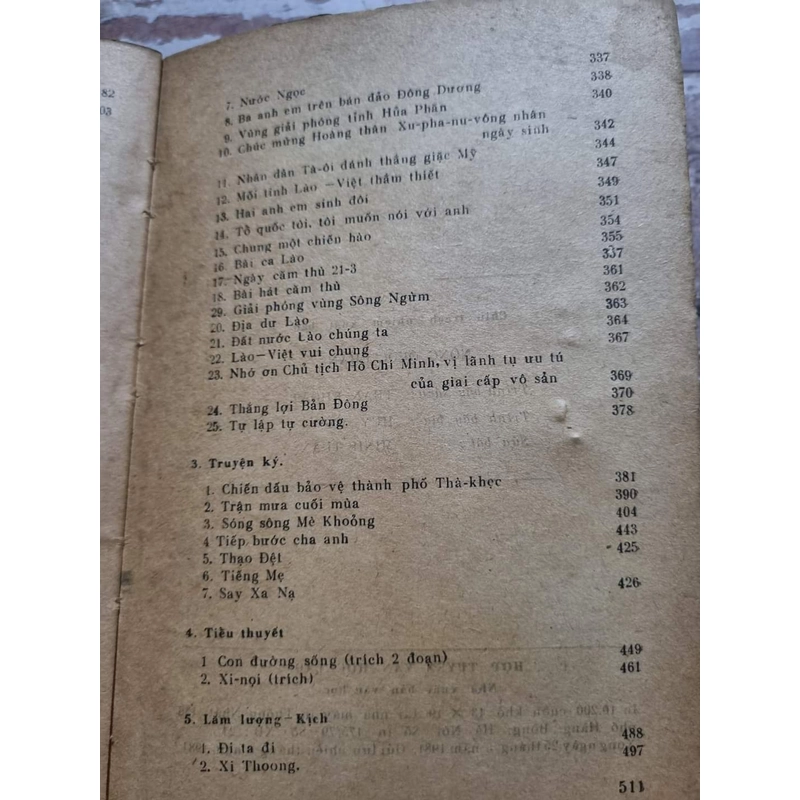 82
03
7. Nước Ngọc 337
8. Ba anh em trên bán đảo Đông Dương 338
9. Vùng giải phóng tỉnh Hủa Phăn 340
10. Chúc mừng Hoàng thân Xu-pha-nu-vông nhân
ngày sinh 342
11. Nhân dân Tà-ôi đánh thắng giặc Mỹ 344
12. Mối tình Lào – Việt thắm thiết 347
13. Hai anh em sinh đôi 349
14. Tổ quốc tôi, tôi muốn nói với anh 351
15. Chung một chiến hào 354
16. Bài ca Lào 355
17. Ngày căm thù 21-3 337
18. Bài hát căm thù 361
29. Giải phóng vùng Sông Ngừm 362
20. Địa dư Lào 363
21. Đất nước Lào chúng ta 364
22. Lào–Việt vui chung 367
23. Nhớ ơn Chủ tịch Hồ Chí Minh, vị lãnh tụ ưu tú
của giai cấp vô sản 369
24. Thắng lợi Bản Đông 370
25. Tự lập tự cường. 378
3. Truyện ký.
1. Chiến đấu bảo vệ thành phố Thà-khẹc 381
2. Trận mưa cuối mùa 390
3. Sóng sông Mè Khoỏng 404
4 Tiếp bước cha anh 443
5. Thạo Đệt 425
6. Tiếng Mẹ
7. Say Xa Nạ 426
4. Tiểu thuyết
1 Con đường sống (trích 2 đoạn) 449
2. Xi-nọi (trích) 461
5. Lăm lượng – Kịch
1. Đi ta đi 488
2. Xi Thoong. 497
511